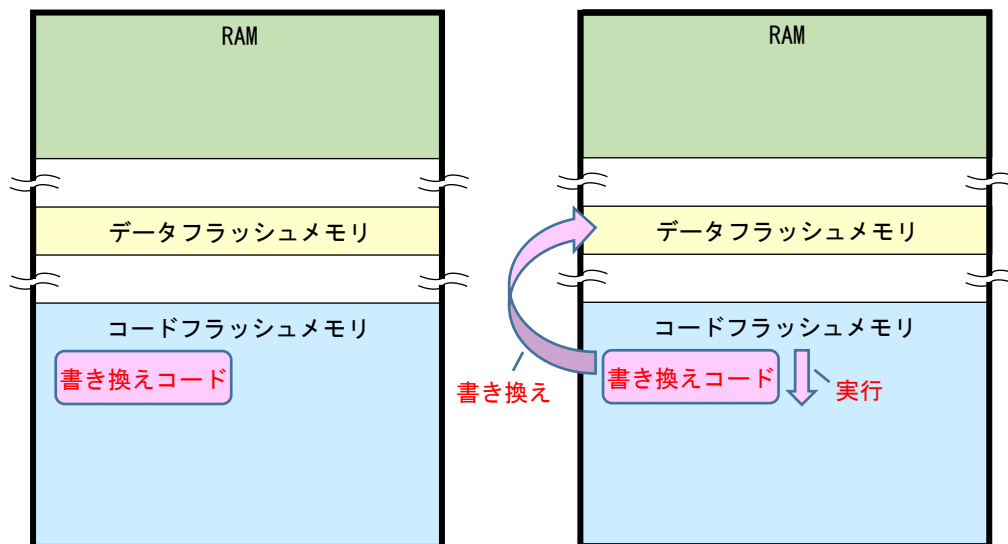 RAM
データフラッシュメモリ
コードフラッシュメモリ
書き換えコード
RAM
データフラッシュメモリ
コードフラッシュメモリ
書き換えコード
書き換え
実行